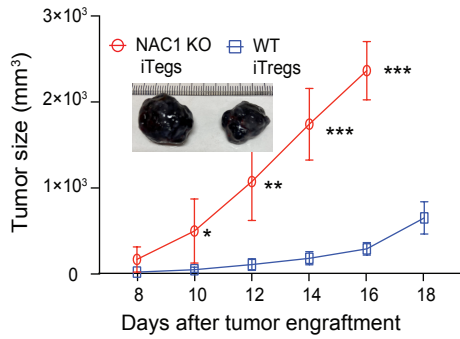 3×10³
2×10³
1×10³
0
Tumor size (mm³)
NAC1 KO
iTegs
WT
iTregs
*
**
***
***
8 10 12 14 16 18
Days after tumor engraftment